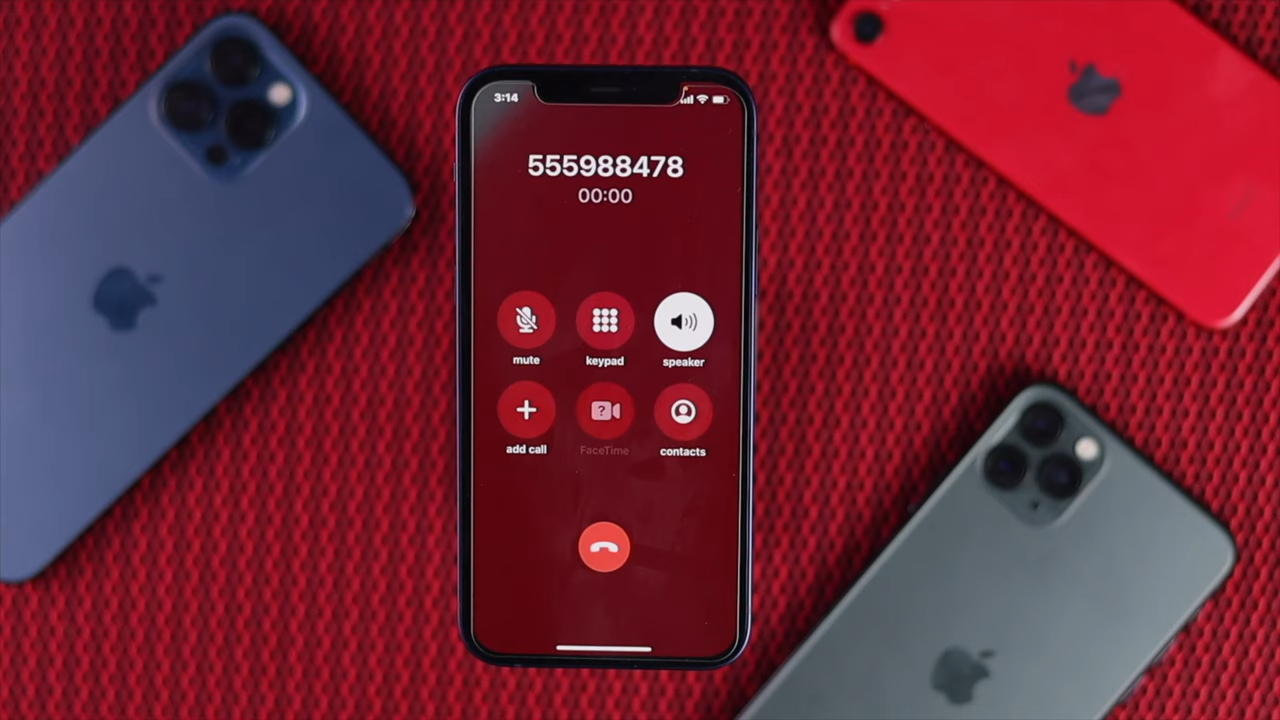 3:14
555988478
00:00
mute
keypad
speaker
add call
FaceTime
contacts